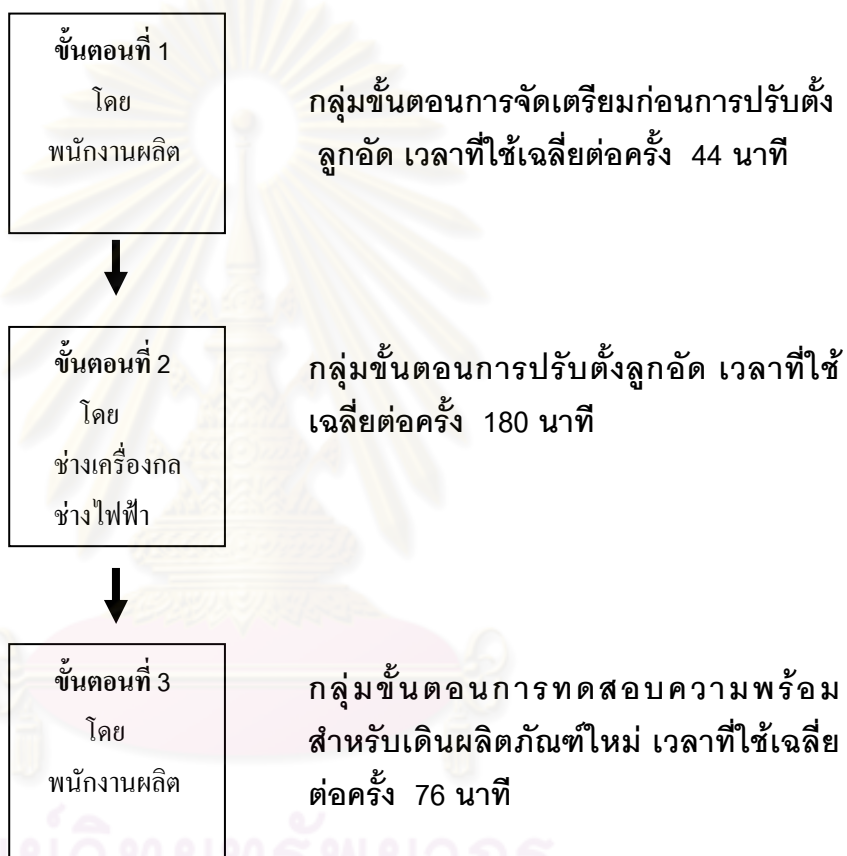 ขั้นตอนที่ 1
โดย
พนักงานผลิต
กลุ่มขั้นตอนการจัดเตรียมก่อนการปรับตั้ง
ลูกอัด เวลาที่ใช้เฉลี่ยต่อครั้ง 44 นาที
ขั้นตอนที่ 2
โดย
ช่างเครื่องกล
ช่างไฟฟ้า
กลุ่มขั้นตอนการปรับตั้งลูกอัด เวลาที่ใช้
เฉลี่ยต่อครั้ง 180 นาที
ขั้นตอนที่ 3
โดย
พนักงานผลิต
กลุ่มขั้นตอนการทดสอบความพร้อม
สำหรับเดินผลิตภัณฑ์ใหม่ เวลาที่ใช้เฉลี่ย
ต่อครั้ง 76 นาที